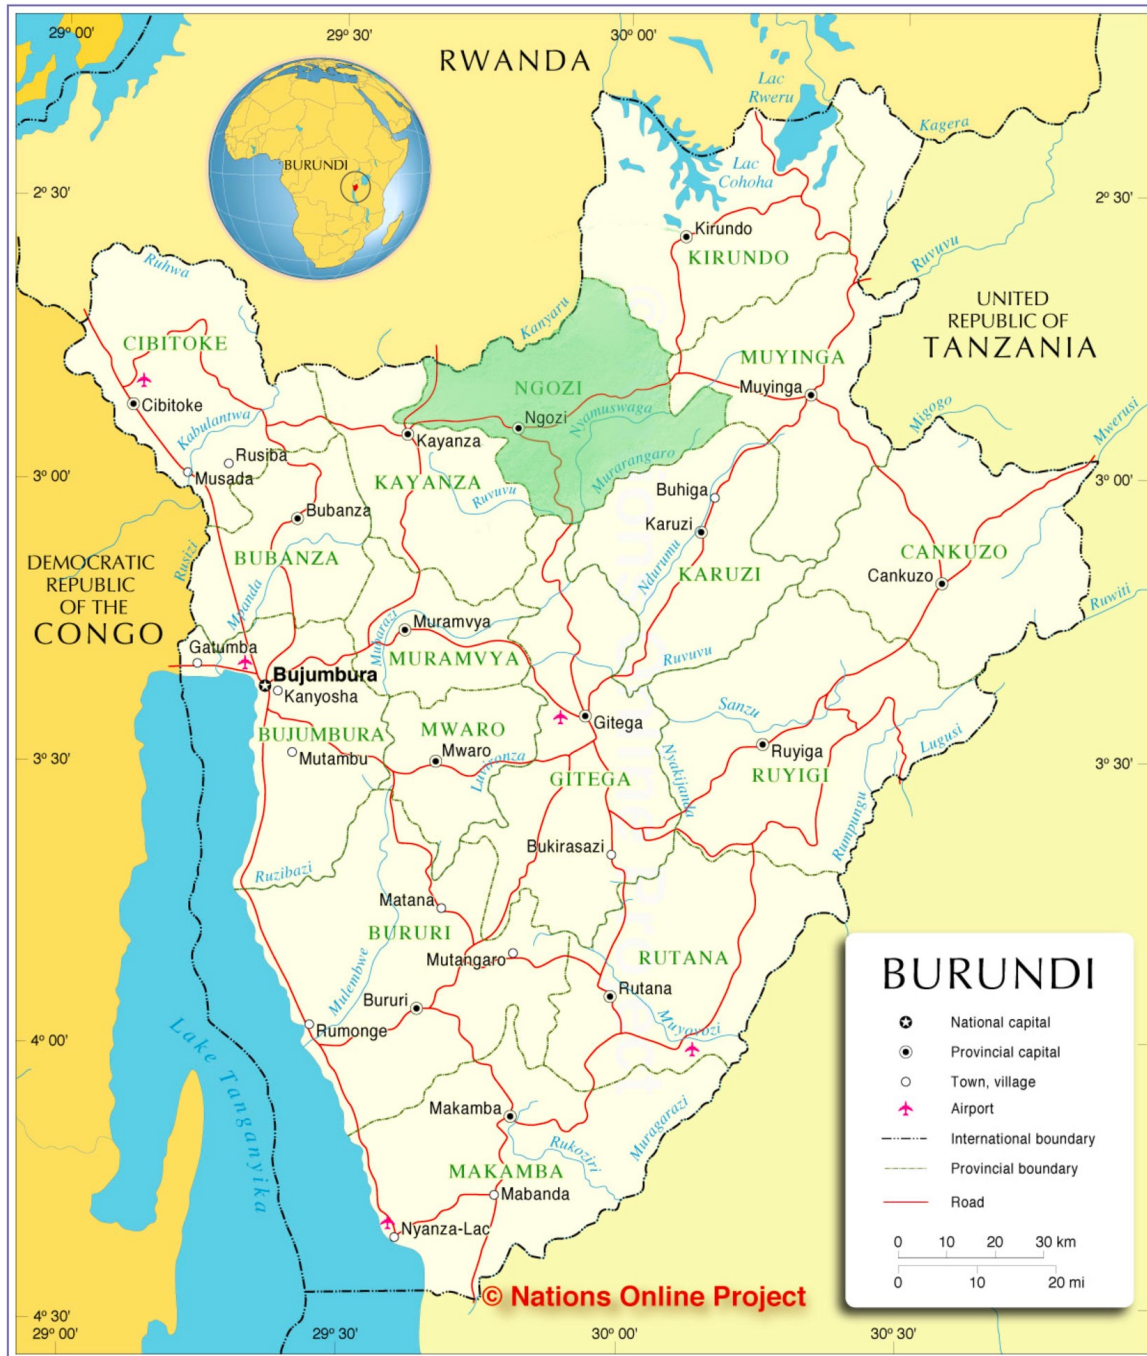 29º 00'
29º 30'
30º 00'
RWANDA
Lac
Rweru
Kagera
BURUNDI
Lac
Cohoha
2º 30'
2º 30'
Kirundo
KIRUNDO
Ruvuvu
Ruhwa
Kanyaru
UNITED
REPUBLIC OF
TANZANIA
CIBITOKE
MUYINGA
NGOZI
Muyinga
Cibitoke
Nyamuswaga
Ngozi
Migogo
Mwerusi
Kabulantwa
Kayanza
Rusiba
Murarangaro
Musada
KAYANZA
3º 00'
3º 00'
Ruvuvu
Buhiga
Bubanza
Karuzi
DEMOCRATIC
REPUBLIC
OF THE
CONGO
Rusizi
BUBANZA
CANKUZO
Ndurumu
KARUZI
Cankuzo
Mpanda
Ruwiti
Muramvya
Mubarazi
Gatumba
MURAMVYA
Ruvuvu
Bujumbura
Kanyosha
Sanzu
Gitega
BUJUMBURA
MWARO
Lugusi
Mutambu
Mwaro
Ruyiga
3º 30'
3º 30'
Luvironza
GITEGA
Nyakijanda
RUYIGI
Rumpungu
Bukirasazi
Ruzibazi
Matana
BURURI
Mutangaro
RUTANA
Mulembwe
Rutana
Bururi
Rumonge
Muyovozi
4º 00'
Lake Tanganyika
Makamba
Muragarazi
Rukoziri
MAKAMBA
Mabanda
Nyanza-Lac
BURUNDI
National capital
Provincial capital
Town, village
Airport
International boundary
Provincial boundary
Road
0 10 20 30 km
0 10 20 mi
© Nations Online Project
4º 30'
29º 00'
29º 30'
30º 00'
30º 30'